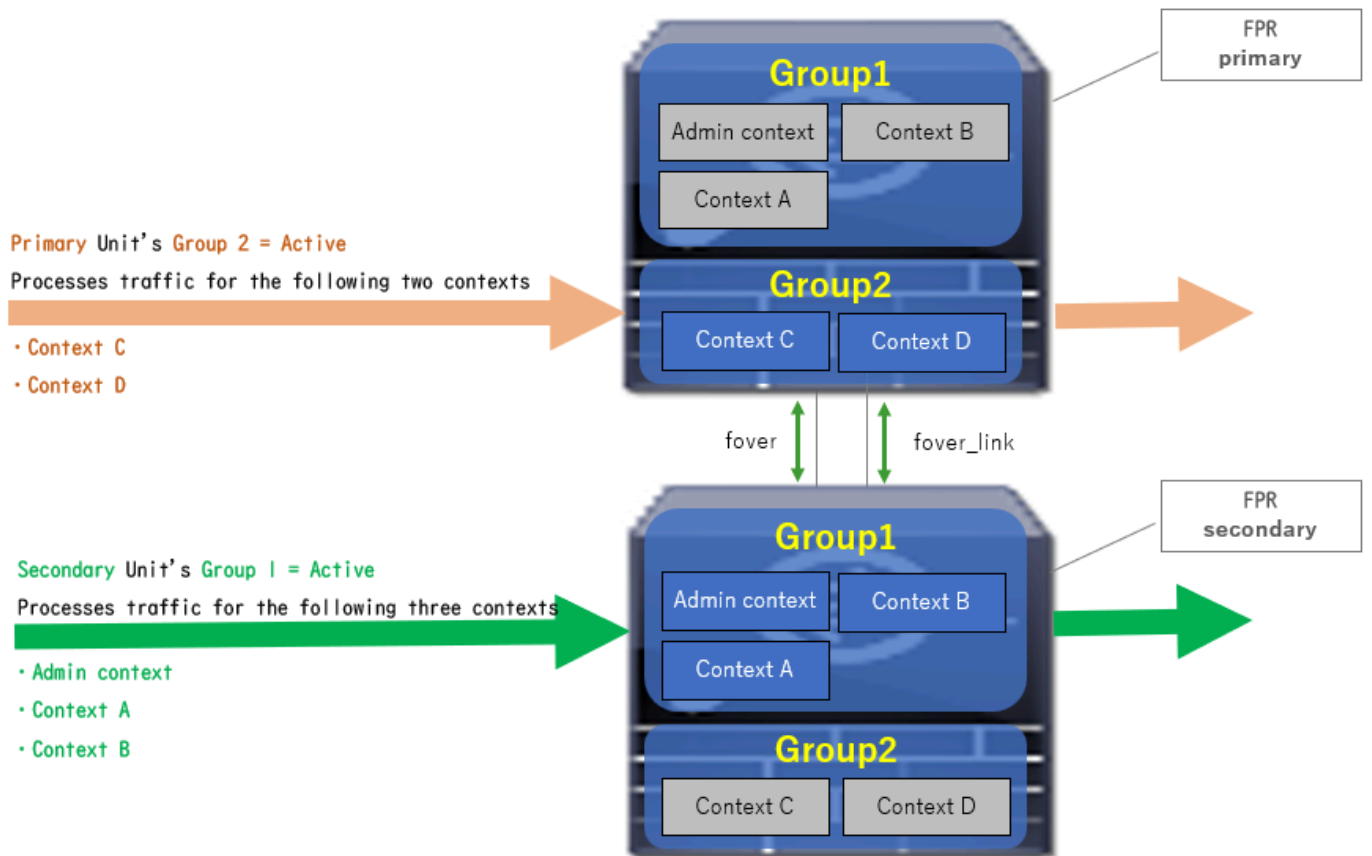 FPR
primary
Group1
Admin context
Context B
Context A
Primary Unit's Group 2 = Active
Processes traffic for the following two contexts
・Context C
・Context D
Group2
Context C
Context D
fover
fover_link
FPR
secondary
Group1
Admin context
Context B
Context A
Secondary Unit's Group 1 = Active
Processes traffic for the following three contexts
・Admin context
・Context A
・Context B
Group2
Context C
Context D